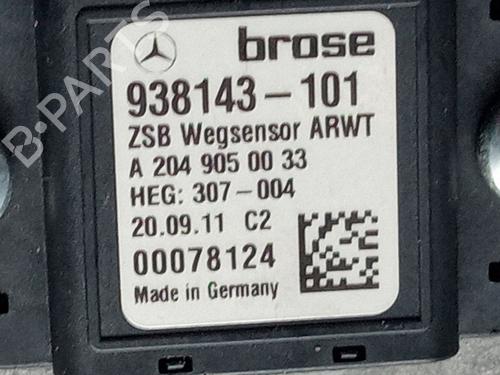 brose
938143-101
ZSB Wegsensor ARWT
A 204 905 00 33
HEG: 307-004
20.09.11 C2
00078124
Made in Germany
B-PARTS